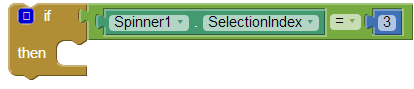 if Spinner1 . SelectionIndex = 3
then